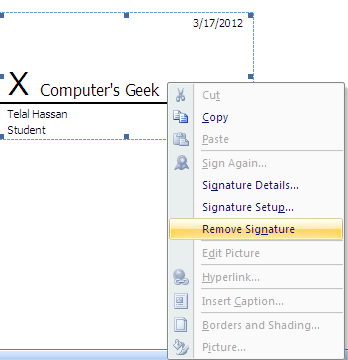 3/17/2012
X Computer's Geek
Telal Hassan
Student
Cut
Copy
Paste
Sign Again...
Signature Details...
Signature Setup...
Remove Signature
Edit Picture
Hyperlink...
Insert Caption...
Borders and Shading...
Picture...